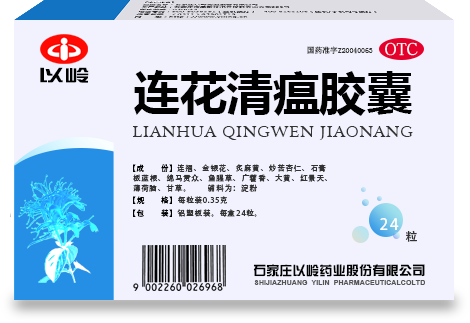 以岭
国药准字Z20040063
OTC
连花清瘟胶囊
LIANHUA QINGWEN JIAONANG
【成　份】 连翘、金银花、炙麻黄、炒苦杏仁、石膏
板蓝根、绵马贯众、鱼腥草、广藿香、大黄、红景天、
薄荷脑、甘草。 辅料为：淀粉
【规　格】 每粒装0.35克
【包　装】 铝塑板装。每盒24粒。
24
粒
9 002260 026968
石家庄以岭药业股份有限公司
SHIJIAZHUANG YILIN PHARMACEUTICALCOLTD